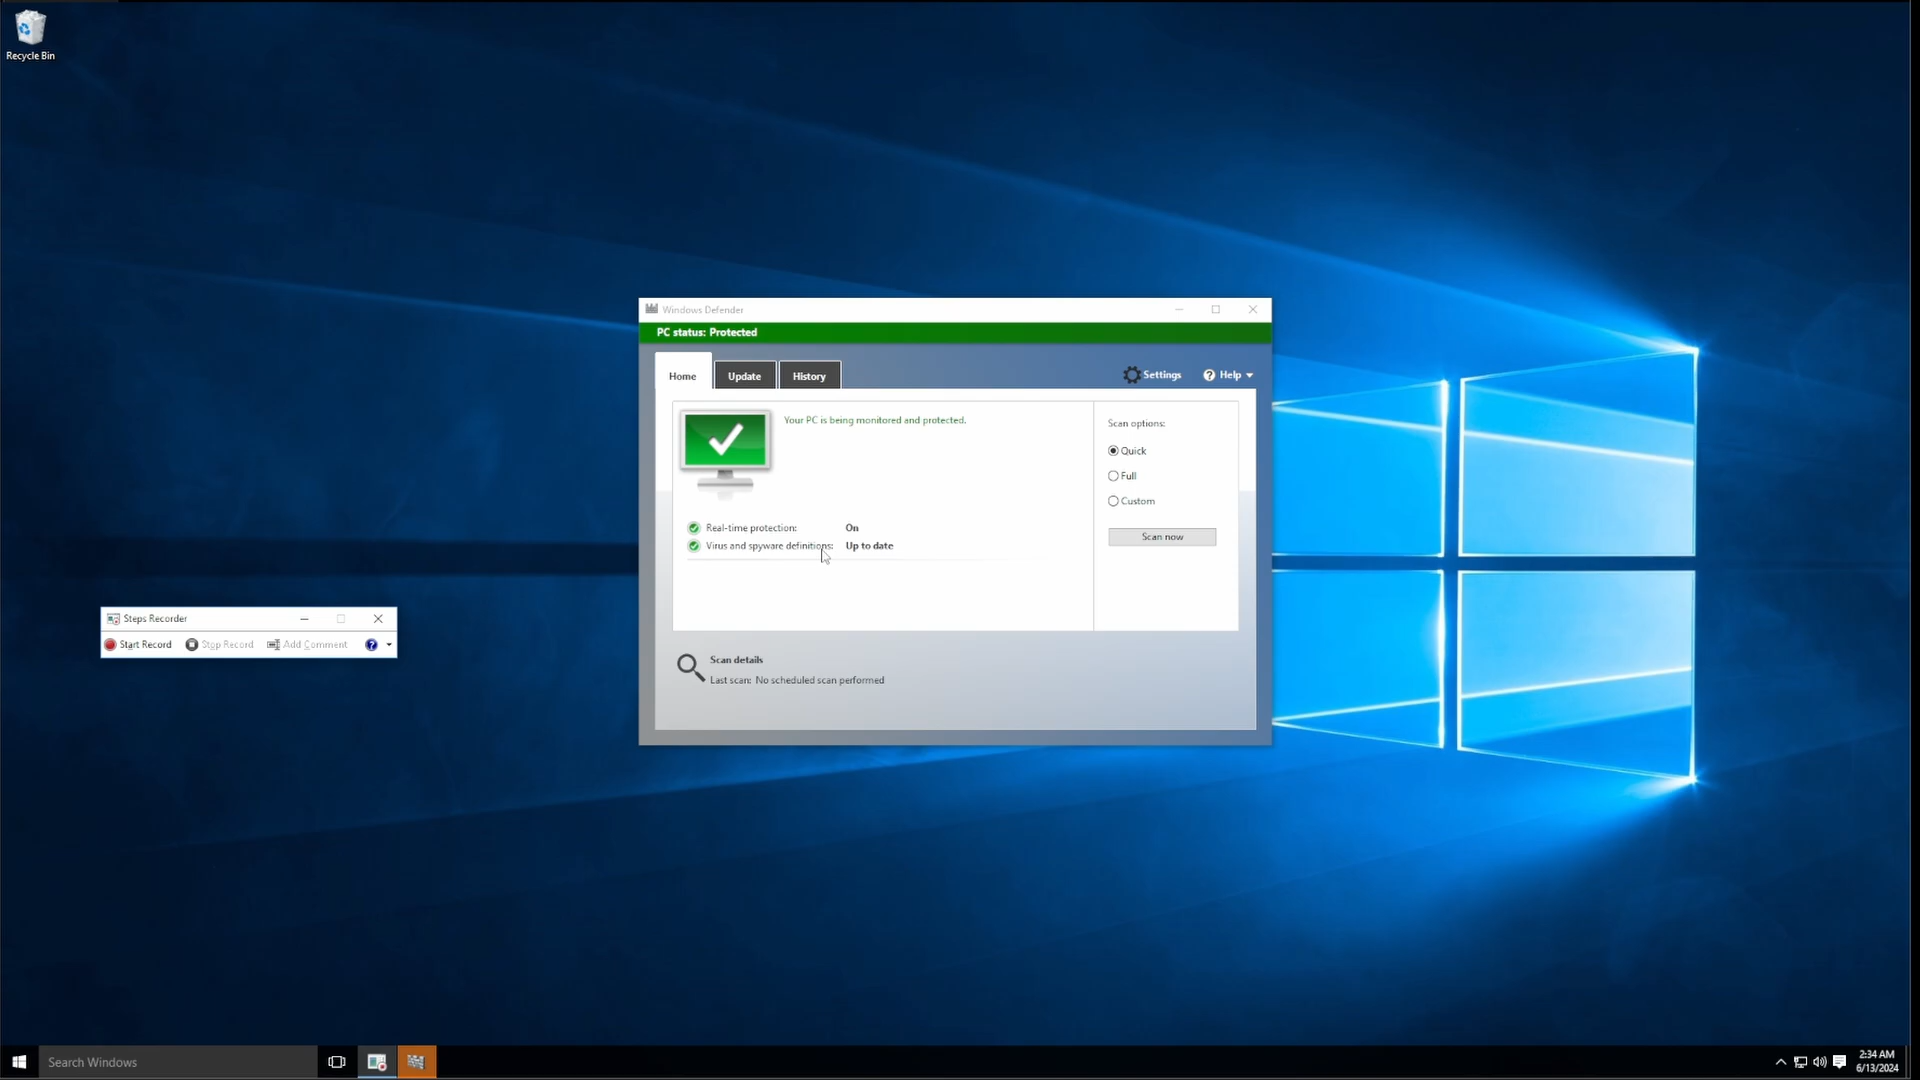 Recycle Bin
Windows Defender
PC status: Protected
Home
Update
History
Settings
Help
Your PC is being monitored and protected.
Scan options:
Quick
Full
Custom
Scan now
Real-time protection: On
Virus and spyware definitions: Up to date
Scan details
Last scan: No scheduled scan performed
Steps Recorder
Start Record
Stop Record
Add Comment
Search Windows
2:34 AM
6/13/2024